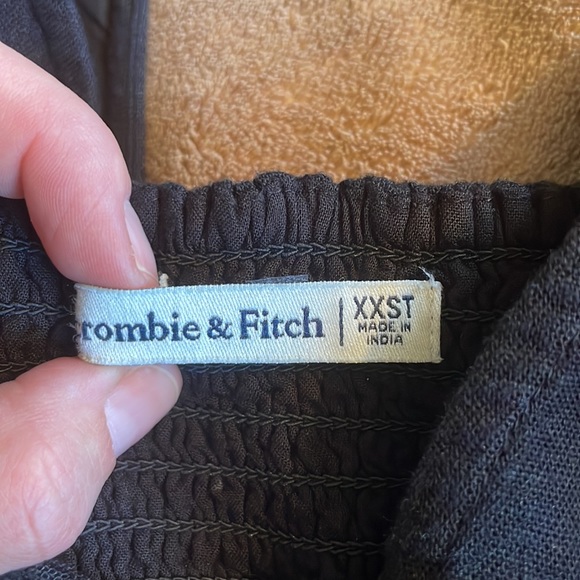 rombie & Fitch
XXST
MADE IN
INDIA